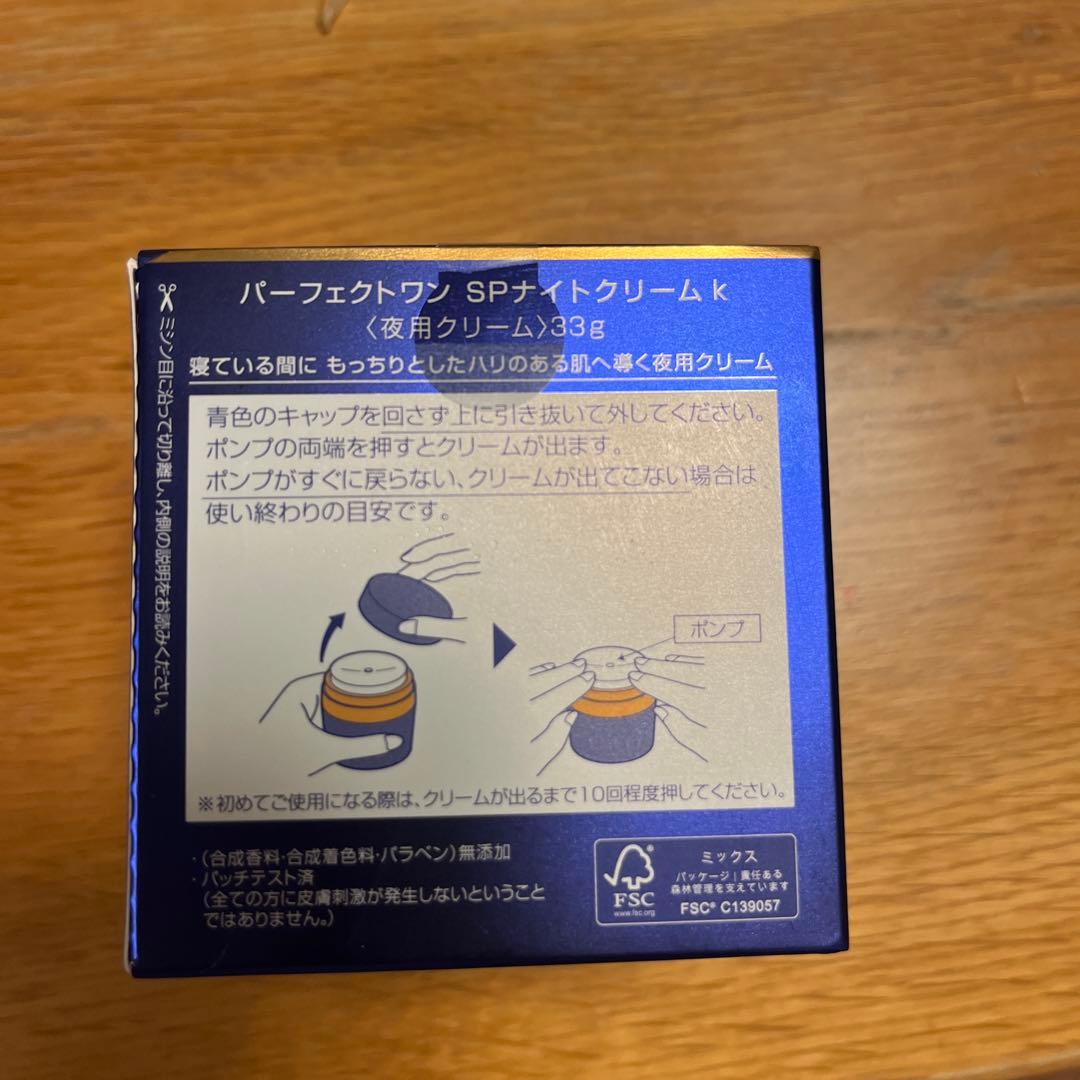 パーフェクトワン SPナイトクリーム k
〈夜用クリーム〉33g
寝ている間に もっちりとしたハリのある肌へ導く夜用クリーム
青色のキャップを回さず上に引き抜いて外してください。
ポンプの両端を押すとクリームが出ます。
ポンプがすぐに戻らない、クリームが出てこない場合は
使い終わりの目安です。
ポンプ
※初めてご使用になる際は、クリームが出るまで10回程度押してください。
・(合成香料・合成着色料・パラベン)無添加
・パッチテスト済
(全ての方に皮膚刺激が発生しないということ
ではありません。)
FSC®
www.fsc.org
ミックス
パッケージ|責任ある
森林管理を支えています
FSC® C139057
ミシン目に沿って切り離し、内側の説明をお読みください。